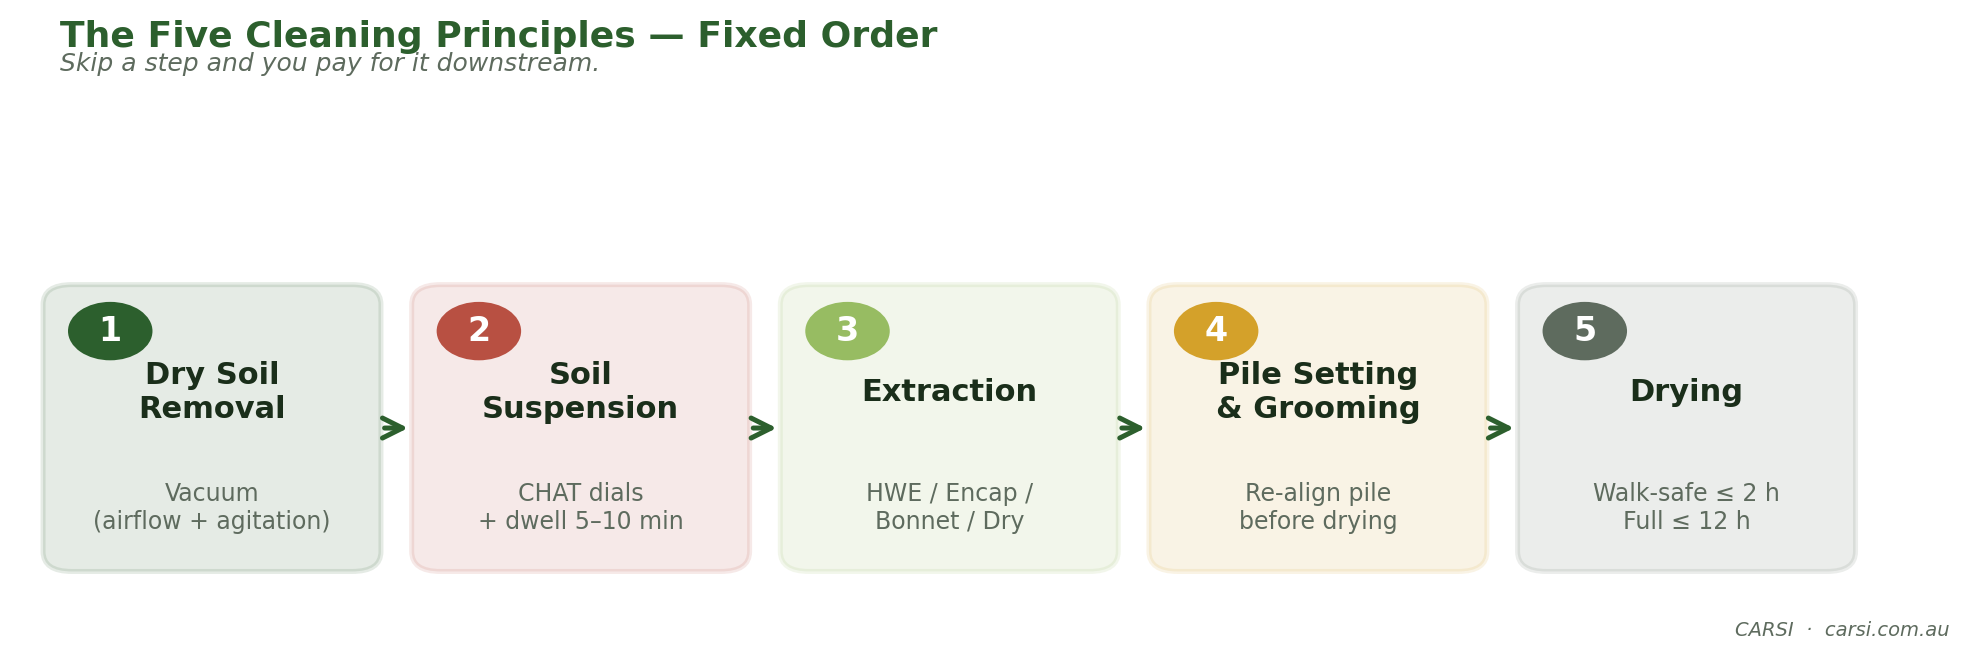 The Five Cleaning Principles — Fixed Order
Skip a step and you pay for it downstream.
1
Dry Soil
Removal
Vacuum
(airflow + agitation)
2
Soil
Suspension
CHAT dials
+ dwell 5–10 min
3
Extraction
HWE / Encap /
Bonnet / Dry
4
Pile Setting
& Grooming
Re-align pile
before drying
5
Drying
Walk-safe ≤ 2 h
Full ≤ 12 h
CARSI · carsi.com.au